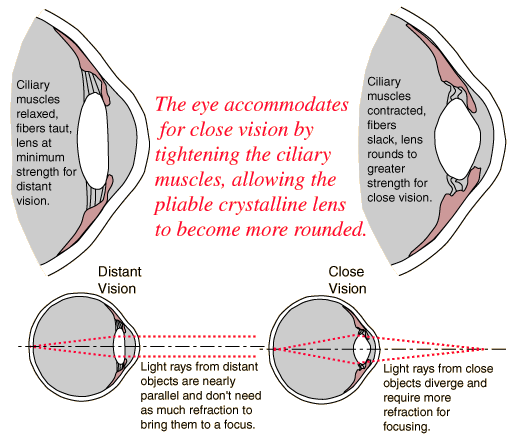 Ciliary
muscles
relaxed,
fibers taut,
lens at
minimum
strength for
distant
vision.
The eye accommodates
for close vision by
tightening the ciliary
muscles, allowing the
pliable crystalline lens
to become more rounded.
Ciliary
muscles
contracted,
fibers
slack, lens
rounds to
greater
strength for
close vision.
Distant
Vision
Close
Vision
Light rays from distant
objects are nearly
parallel and don't need
as much refraction to
bring them to a focus.
Light rays from close
objects diverge and
require more
refraction for
focusing.